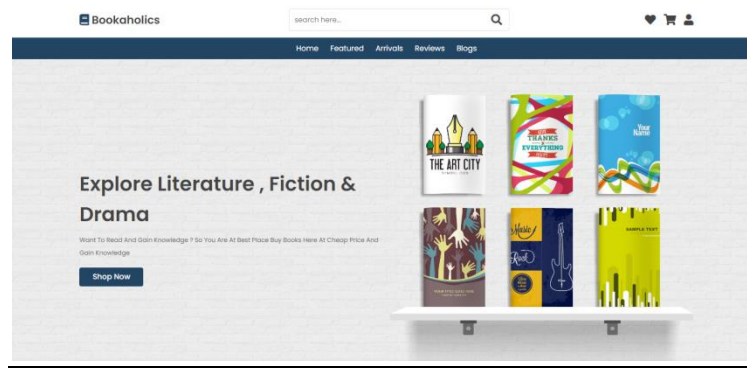 Bookaholics
search here..
Home Featured Arrivals Reviews Blogs
Explore Literature , Fiction &
Drama
Want To Read And Gain Knowledge ? So You Are At Best Place Buy Books Here At Cheap Price And
Gain Knowledge
Shop Now
THE ART CITY
THANKS
EVERYTHING
Your
Name
Music
Rock
SAMPLE TEXT